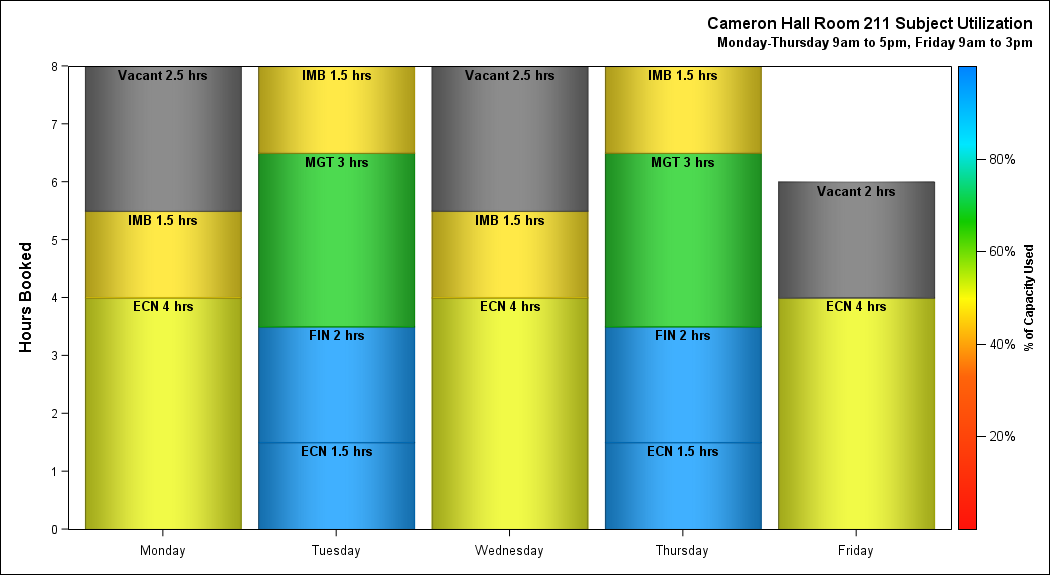 Cameron Hall Room 211 Subject Utilization
Monday-Thursday 9am to 5pm, Friday 9am to 3pm
Hours Booked
8
7
6
5
4
3
2
1
0
Vacant 2.5 hrs
IMB 1.5 hrs
ECN 4 hrs
IMB 1.5 hrs
MGT 3 hrs
FIN 2 hrs
ECN 1.5 hrs
Vacant 2.5 hrs
IMB 1.5 hrs
ECN 4 hrs
IMB 1.5 hrs
MGT 3 hrs
FIN 2 hrs
ECN 1.5 hrs
Vacant 2 hrs
ECN 4 hrs
Monday
Tuesday
Wednesday
Thursday
Friday
80%
60%
40%
20%
% of Capacity Used